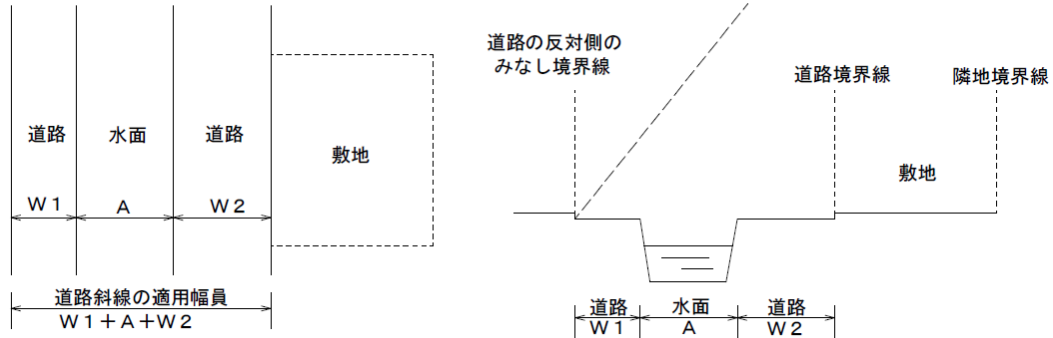 道路
水面
道路
敷地
W1
A
W2
道路斜線の適用幅員
W1+A+W2
道路の反対側の
みなし境界線
道路境界線
隣地境界線
敷地
道路
水面
道路
W1
A
W2